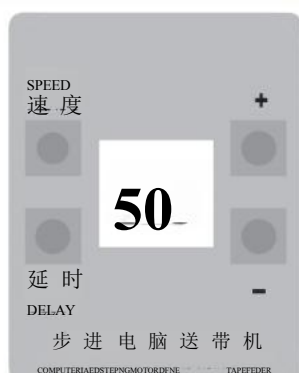 SPEED
速 度
+
50
延 时
−
DELAY
步 进 电 脑 送 带 机
COMPUTERIAEDSTEPNGMOTORDFNE TAPEFEDER